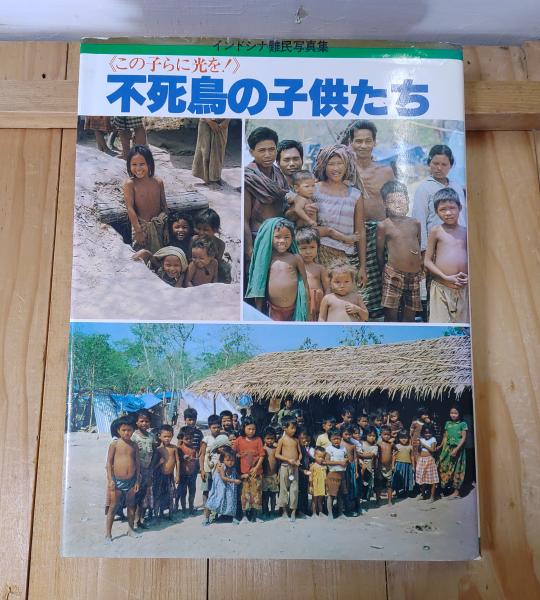 インドシナ難民写真集
《この子らに光を!》
不死鳥の子供たち